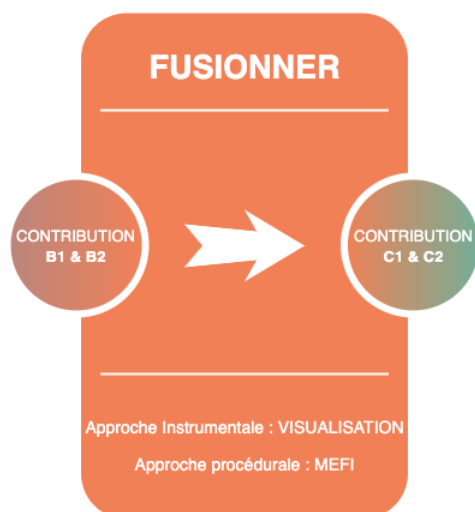 FUSIONNER
CONTRIBUTION
B1 & B2
CONTRIBUTION
C1 & C2
Approche Instrumentale : VISUALISATION
Approche procédurale : MEFI